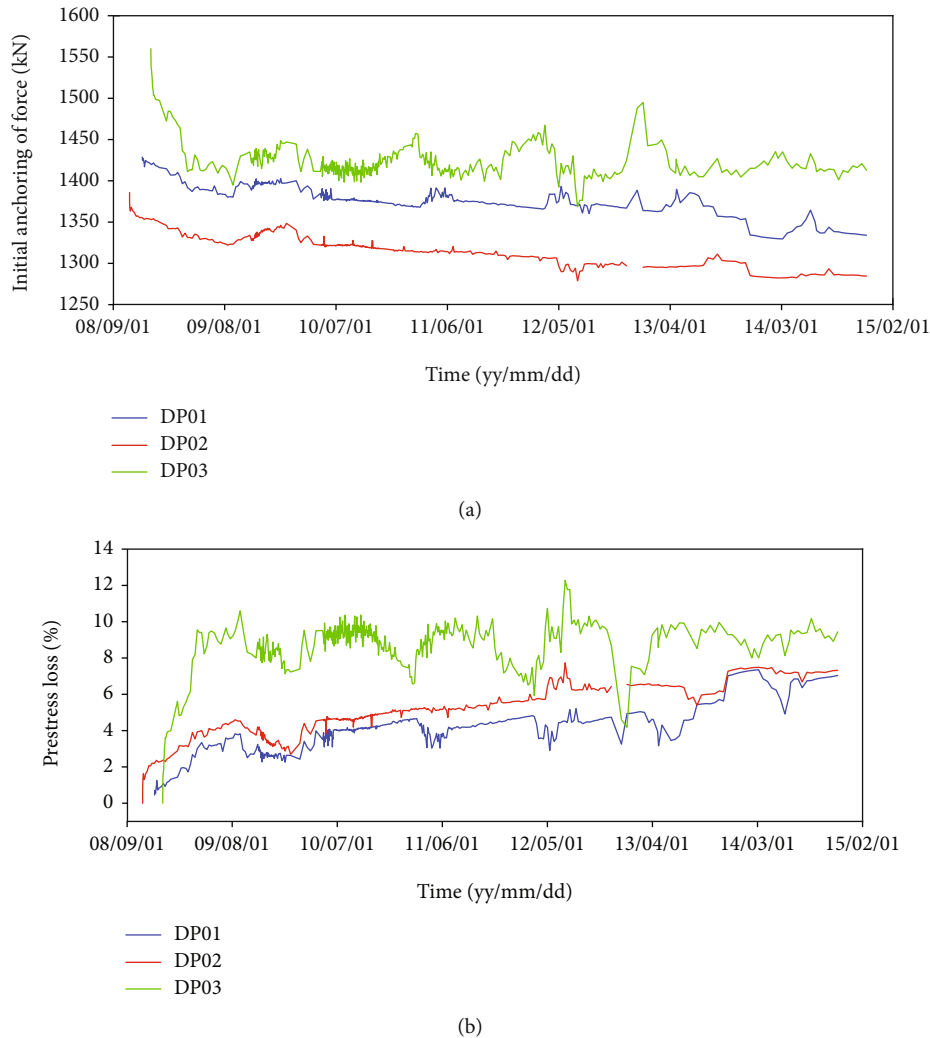 1600
1550
1500
1450
1400
1350
1300
1250
Initial anchoring of force (kN)
08/09/01 09/08/01 10/07/01 11/06/01 12/05/01 13/04/01 14/03/01 15/02/01
Time (yy/mm/dd)
DP01
DP02
DP03
(a)
14
12
10
8
6
4
2
0
Prestress loss (%)
08/09/01 09/08/01 10/07/01 11/06/01 12/05/01 13/04/01 14/03/01 15/02/01
Time (yy/mm/dd)
DP01
DP02
DP03
(b)